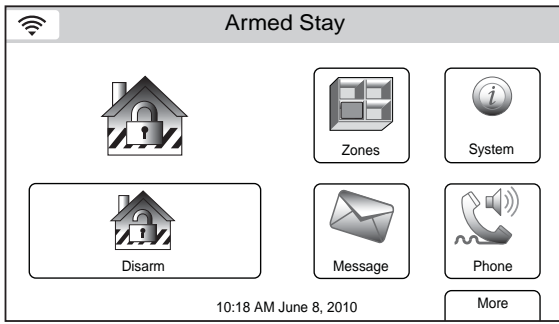 Armed Stay
Zones
System
Disarm
Message
Phone
10:18 AM June 8, 2010
More